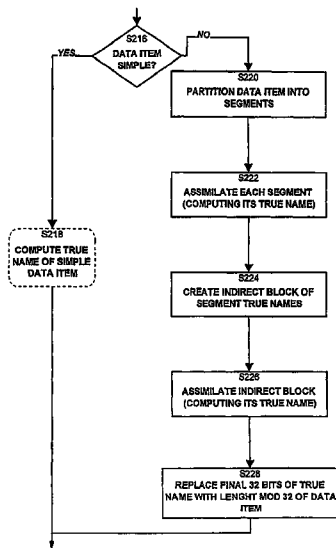 S216
DATA ITEM
SIMPLE?
YES
NO
S220
PARTITION DATA ITEM INTO
SEGMENTS
S222
ASSIMILATE EACH SEGMENT
(COMPUTING ITS TRUE NAME)
S218
COMPUTE TRUE
NAME OF SIMPLE
DATA ITEM
S224
CREATE INDIRECT BLOCK OF
SEGMENT TRUE NAMES
S226
ASSIMILATE INDIRECT BLOCK
(COMPUTING ITS TRUE NAME)
S228
REPLACE FINAL 32 BITS OF TRUE
NAME WITH LENGHT MOD 32 OF DATA
ITEM